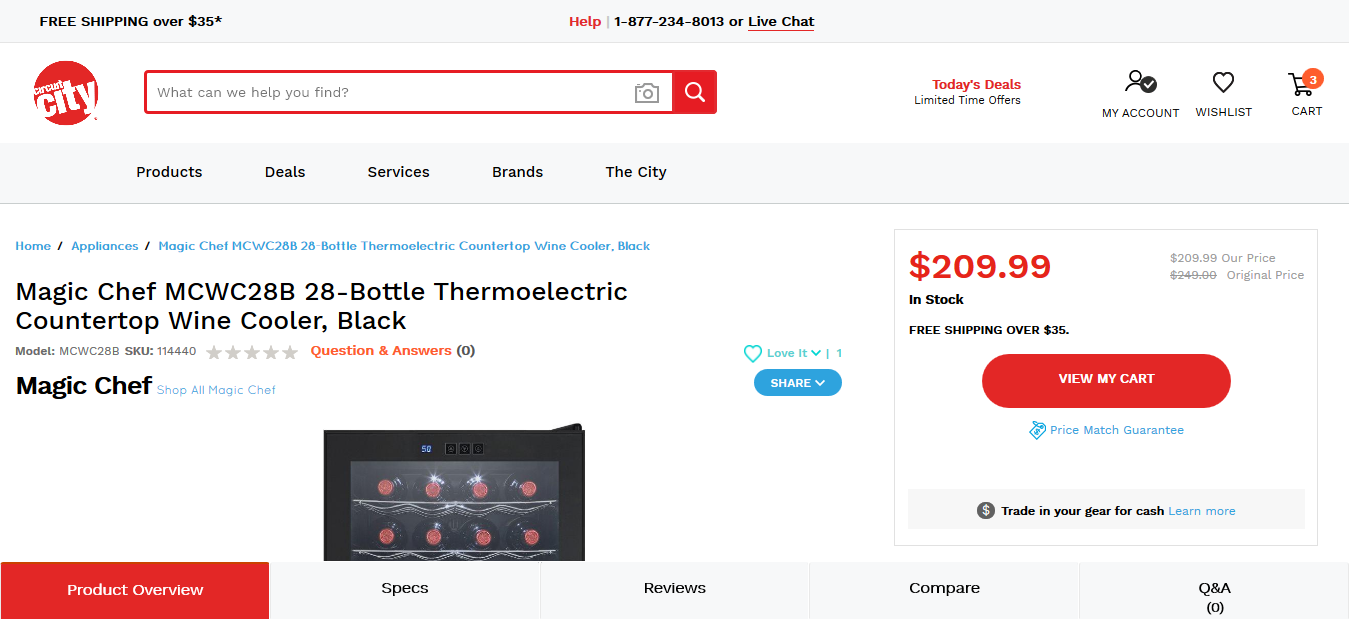 FREE SHIPPING over $35*
Help | 1-877-234-8013 or Live Chat
circuit city
What can we help you find?
Today's Deals
Limited Time Offers
MY ACCOUNT
WISHLIST
3
CART
Products
Deals
Services
Brands
The City
Home / Appliances / Magic Chef MCWC28B 28-Bottle Thermoelectric Countertop Wine Cooler, Black
Magic Chef MCWC28B 28-Bottle Thermoelectric
Countertop Wine Cooler, Black
Model: MCWC28B SKU: 114440
Question & Answers (0)
Love It | 1
Magic Chef Shop All Magic Chef
SHARE
50
$209.99
$209.99 Our Price
$249.00 Original Price
In Stock
FREE SHIPPING OVER $35.
VIEW MY CART
Price Match Guarantee
$ Trade in your gear for cash Learn more
Product Overview
Specs
Reviews
Compare
Q&A
(0)